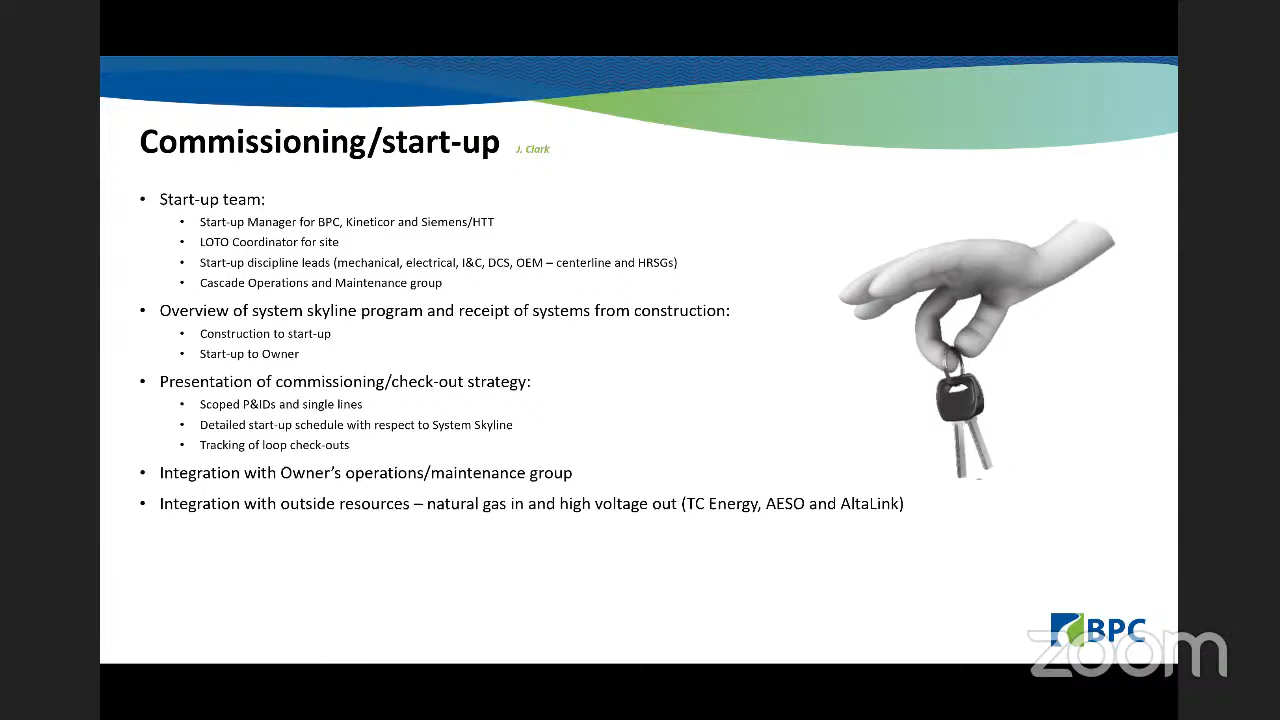 Commissioning/start-up J. Clark
• Start-up team:
• Start-up Manager for BPC, Kineticor and Siemens/HTT
• LOTO Coordinator for site
• Start-up discipline leads (mechanical, electrical, I&C, DCS, OEM – centerline and HRSGs)
• Cascade Operations and Maintenance group
• Overview of system skyline program and receipt of systems from construction:
• Construction to start-up
• Start-up to Owner
• Presentation of commissioning/check-out strategy:
• Scoped P&IDs and single lines
• Detailed start-up schedule with respect to System Skyline
• Tracking of loop check-outs
• Integration with Owner's operations/maintenance group
• Integration with outside resources – natural gas in and high voltage out (TC Energy, AESO and AltaLink)
BPC
zoom